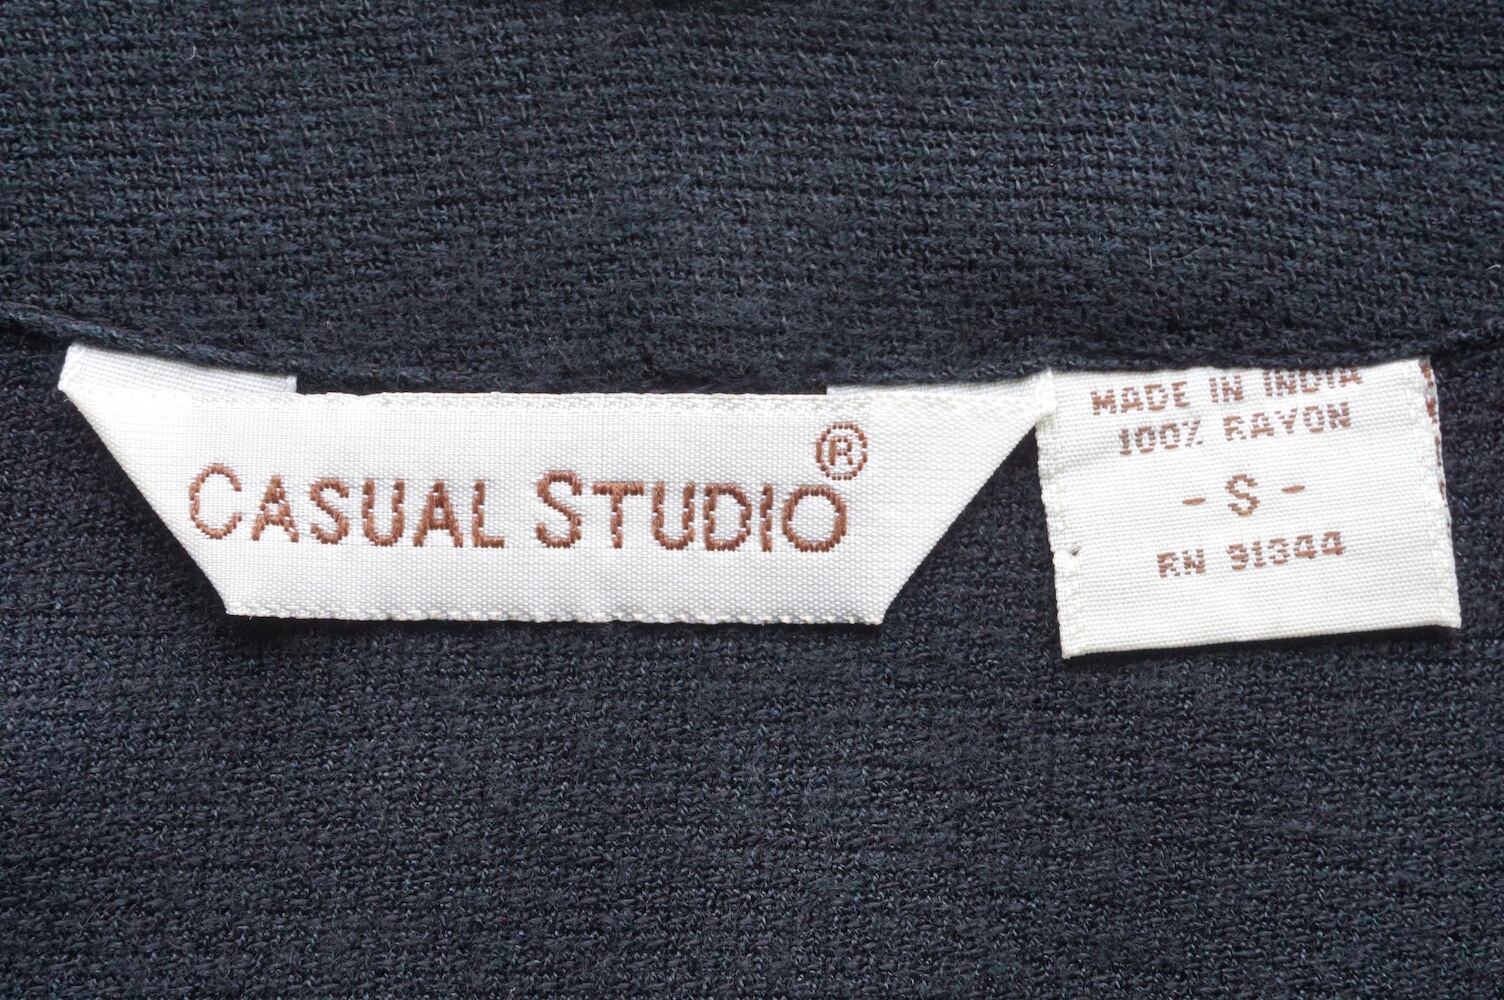 CASUAL STUDIO®
MADE IN INDIA
100% RAYON
- S -
RN 91344